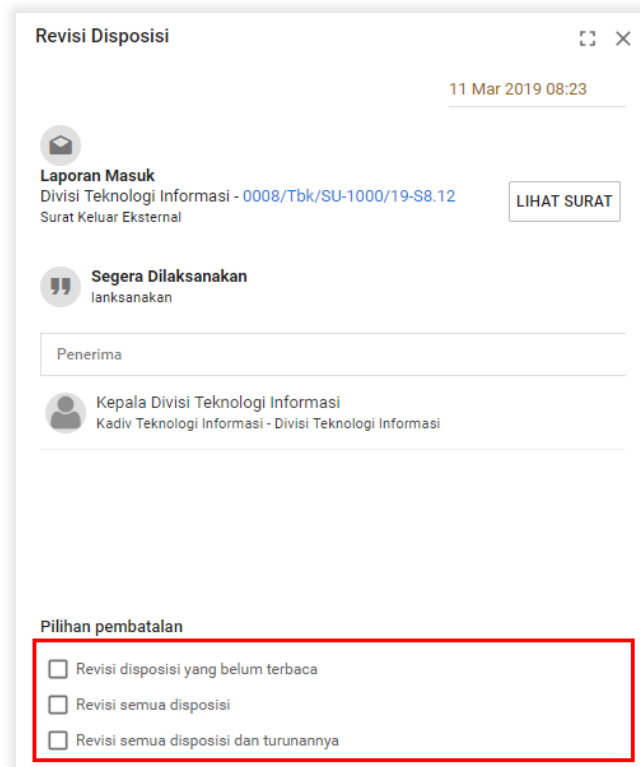 Revisi Disposisi
11 Mar 2019 08:23
Laporan Masuk
Divisi Teknologi Informasi - 0008/Tbk/SU-1000/19-S8.12
Surat Keluar Eksternal
LIHAT SURAT
Segera Dilaksanakan
lanksanakan
Penerima
Kepala Divisi Teknologi Informasi
Kadiv Teknologi Informasi - Divisi Teknologi Informasi
Pilihan pembatalan
Revisi disposisi yang belum terbaca
Revisi semua disposisi
Revisi semua disposisi dan turunannya